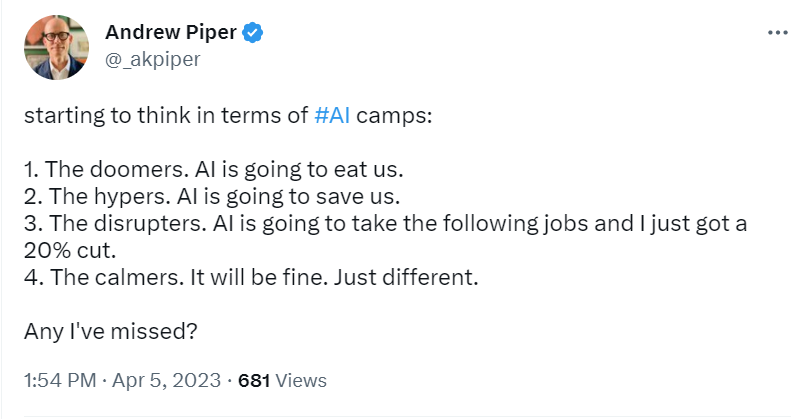 Andrew Piper
@_akpiper
starting to think in terms of #AI camps:
1. The doomers. AI is going to eat us.
2. The hypers. AI is going to save us.
3. The disrupters. AI is going to take the following jobs and I just got a
20% cut.
4. The calmers. It will be fine. Just different.
Any I've missed?
1:54 PM · Apr 5, 2023 · 681 Views